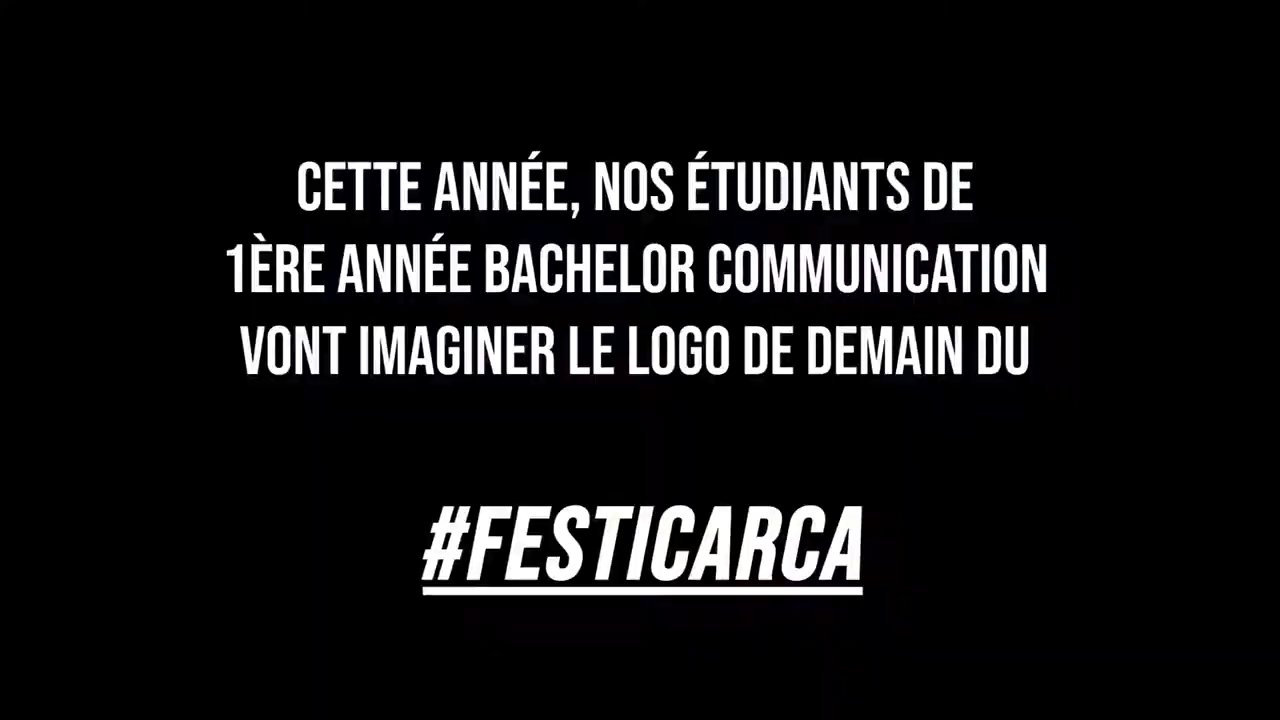 CETTE ANNÉE, NOS ÉTUDIANTS DE
1ÈRE ANNÉE BACHELOR COMMUNICATION
VONT IMAGINER LE LOGO DE DEMAIN DU
#FESTICARCA